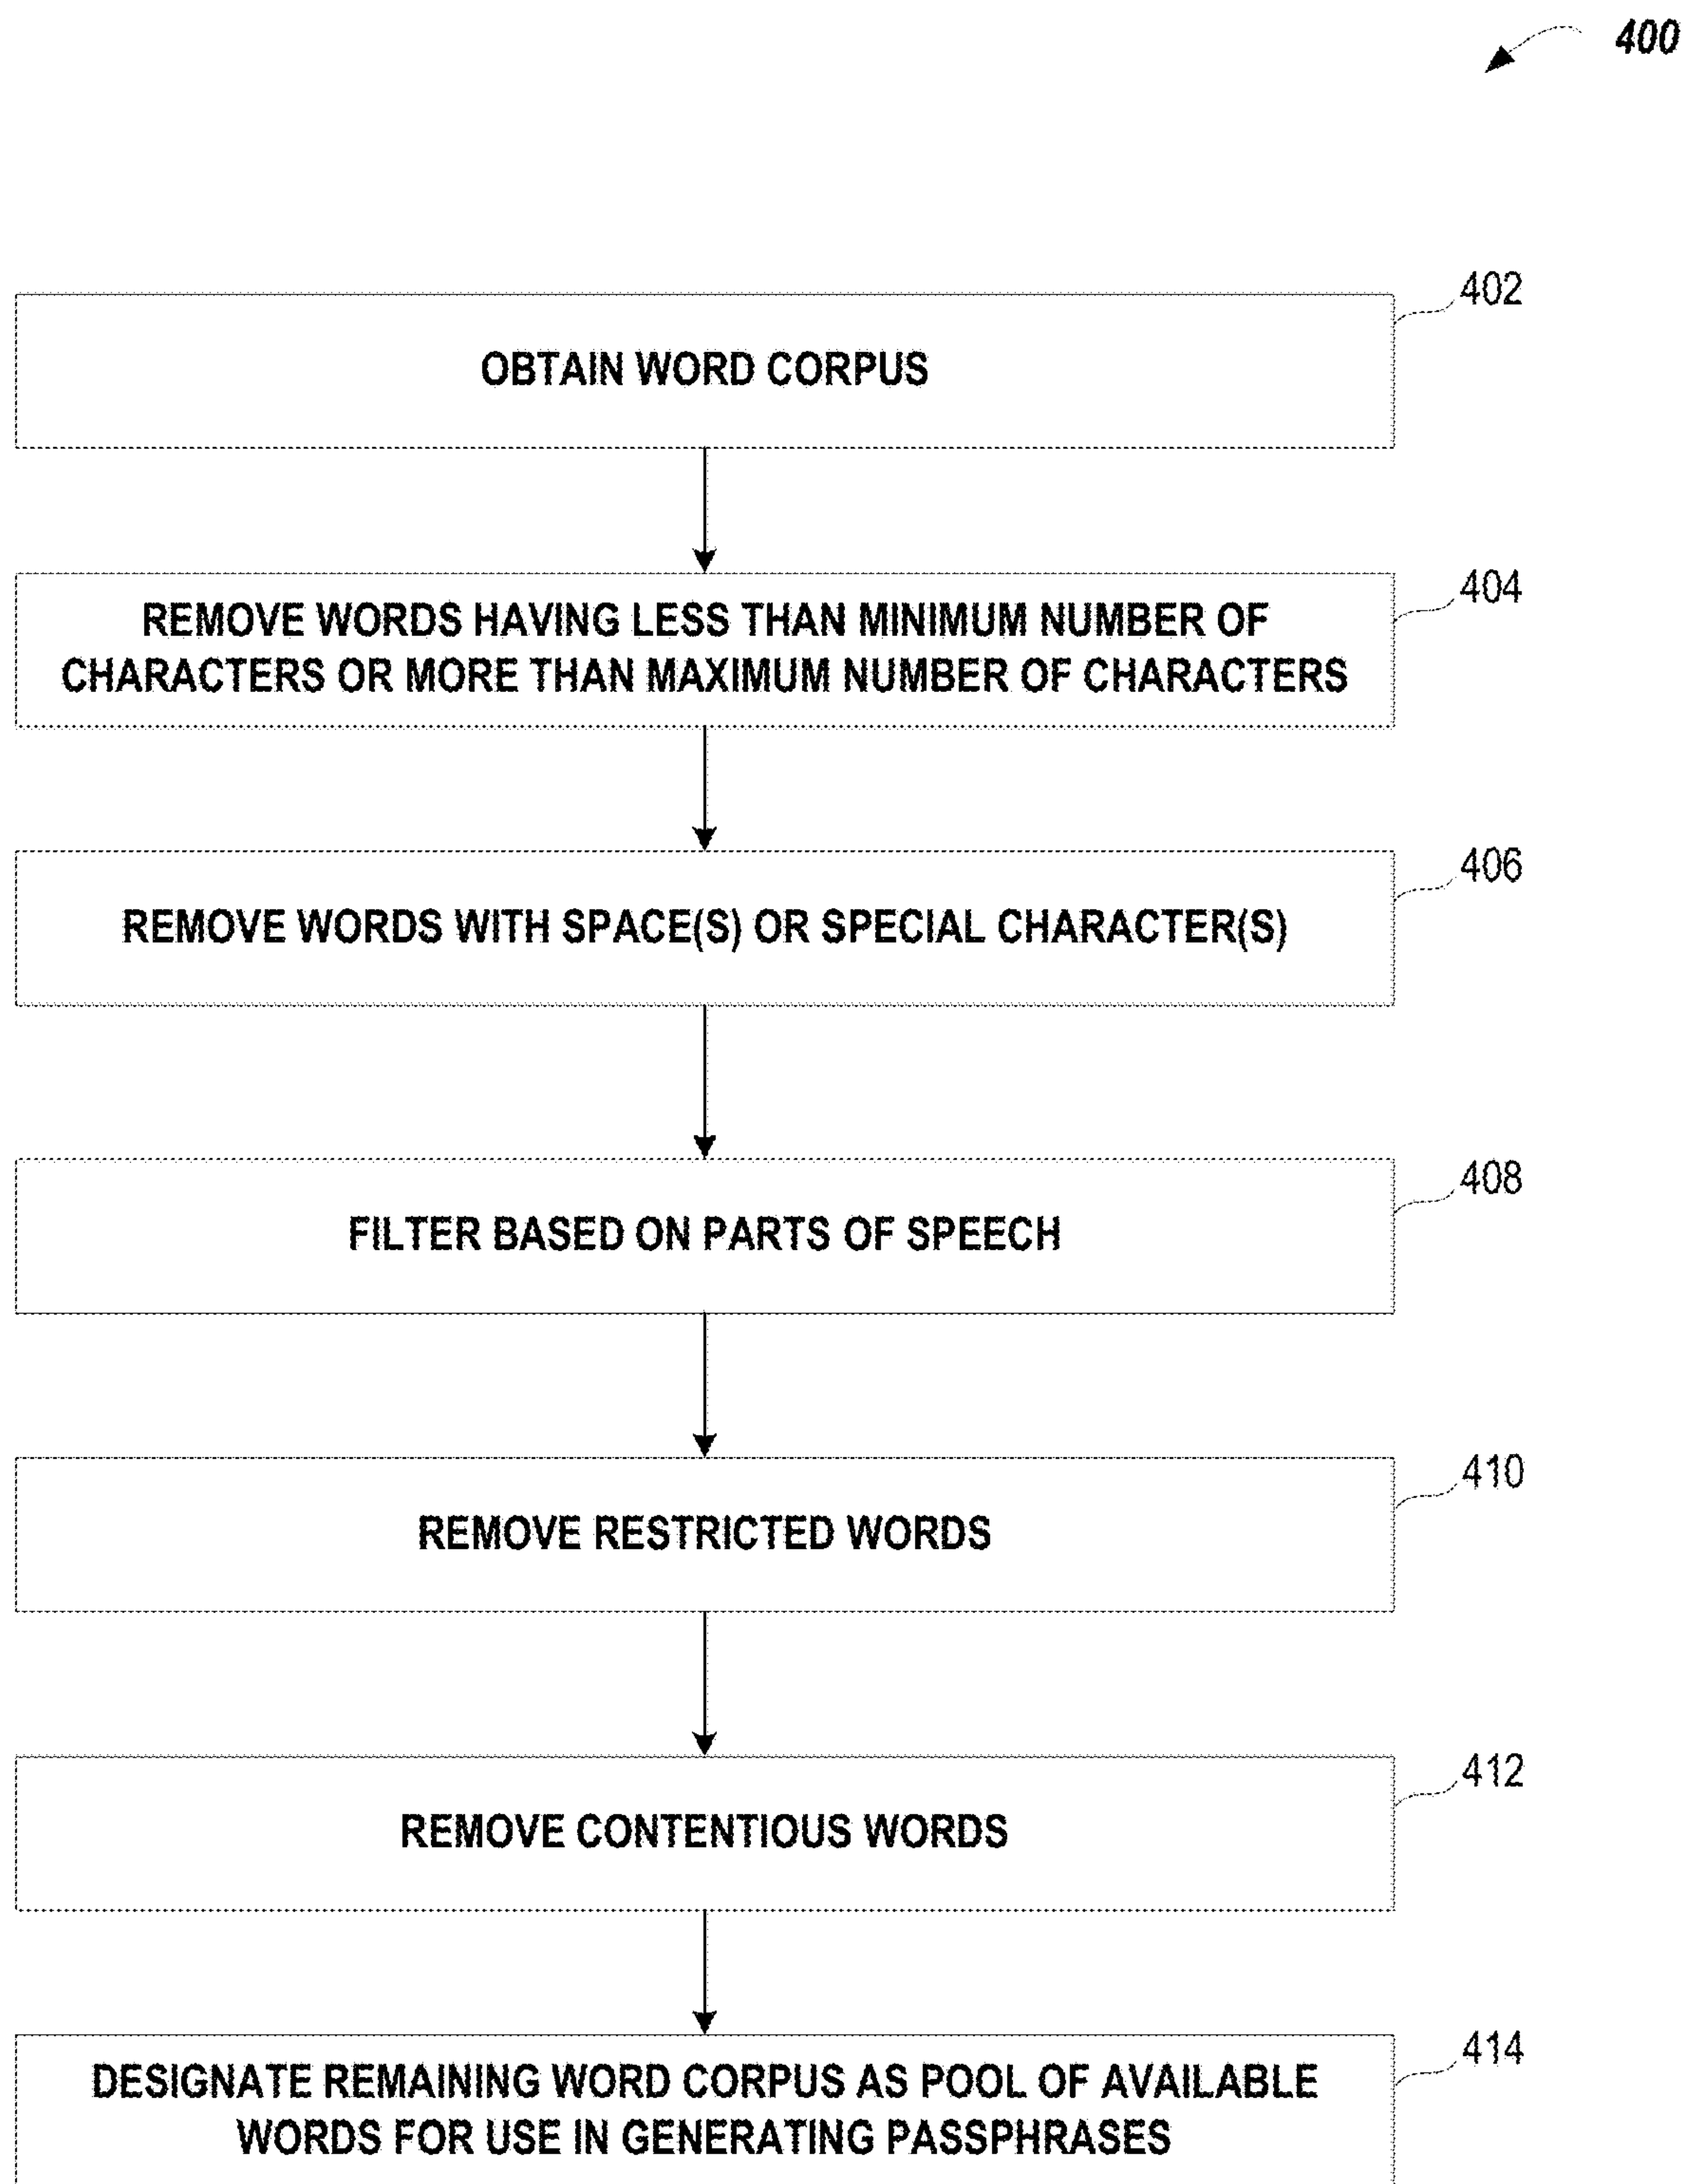 400
402
OBTAIN WORD CORPUS
404
REMOVE WORDS HAVING LESS THAN MINIMUM NUMBER OF
CHARACTERS OR MORE THAN MAXIMUM NUMBER OF CHARACTERS
406
REMOVE WORDS WITH SPACE(S) OR SPECIAL CHARACTER(S)
408
FILTER BASED ON PARTS OF SPEECH
410
REMOVE RESTRICTED WORDS
412
REMOVE CONTENTIOUS WORDS
414
DESIGNATE REMAINING WORD CORPUS AS POOL OF AVAILABLE
WORDS FOR USE IN GENERATING PASSPHRASES